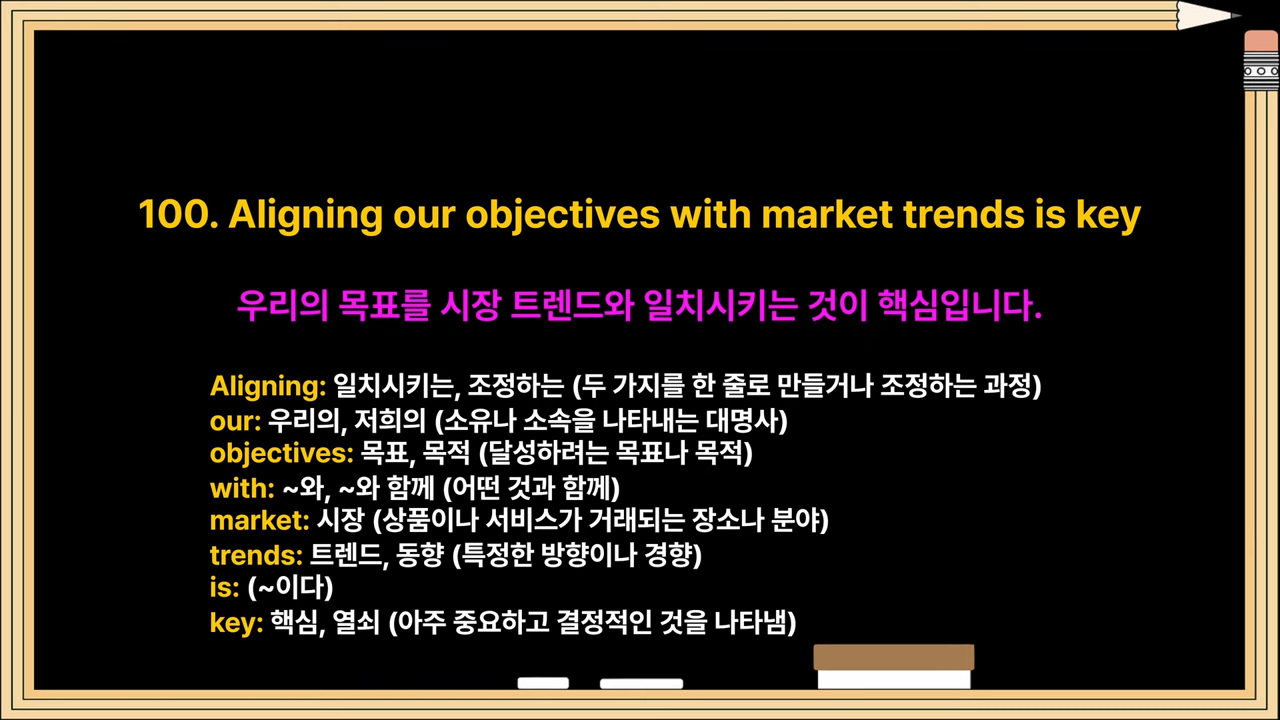 100. Aligning our objectives with market trends is key
우리의 목표를 시장 트렌드와 일치시키는 것이 핵심입니다.
Aligning: 일치시키는, 조정하는 (두 가지를 한 줄로 만들거나 조정하는 과정)
our: 우리의, 저희의 (소유나 소속을 나타내는 대명사)
objectives: 목표, 목적 (달성하려는 목표나 목적)
with: ~와, ~와 함께 (어떤 것과 함께)
market: 시장 (상품이나 서비스가 거래되는 장소나 분야)
trends: 트렌드, 동향 (특정한 방향이나 경향)
is: (~이다)
key: 핵심, 열쇠 (아주 중요하고 결정적인 것을 나타냄)